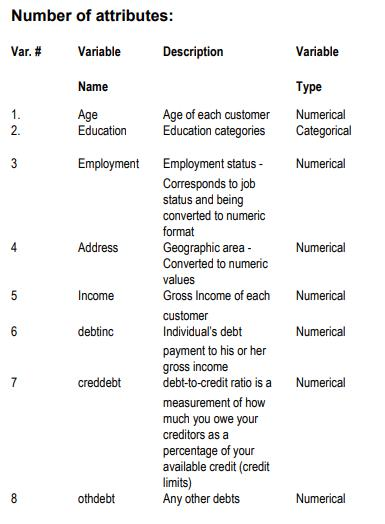 Number of attributes:
Var. # Variable Description Variable
Name Type
1. Age Age of each customer Numerical
2. Education Education categories Categorical
3 Employment Employment status - Numerical
Corresponds to job
status and being
converted to numeric
format
4 Address Geographic area - Numerical
Converted to numeric
values
5 Income Gross Income of each Numerical
customer
6 debtinc Individual's debt Numerical
payment to his or her
gross income
7 creddebt debt-to-credit ratio is a Numerical
measurement of how
much you owe your
creditors as a
percentage of your
available credit (credit
limits)
8 othdebt Any other debts Numerical